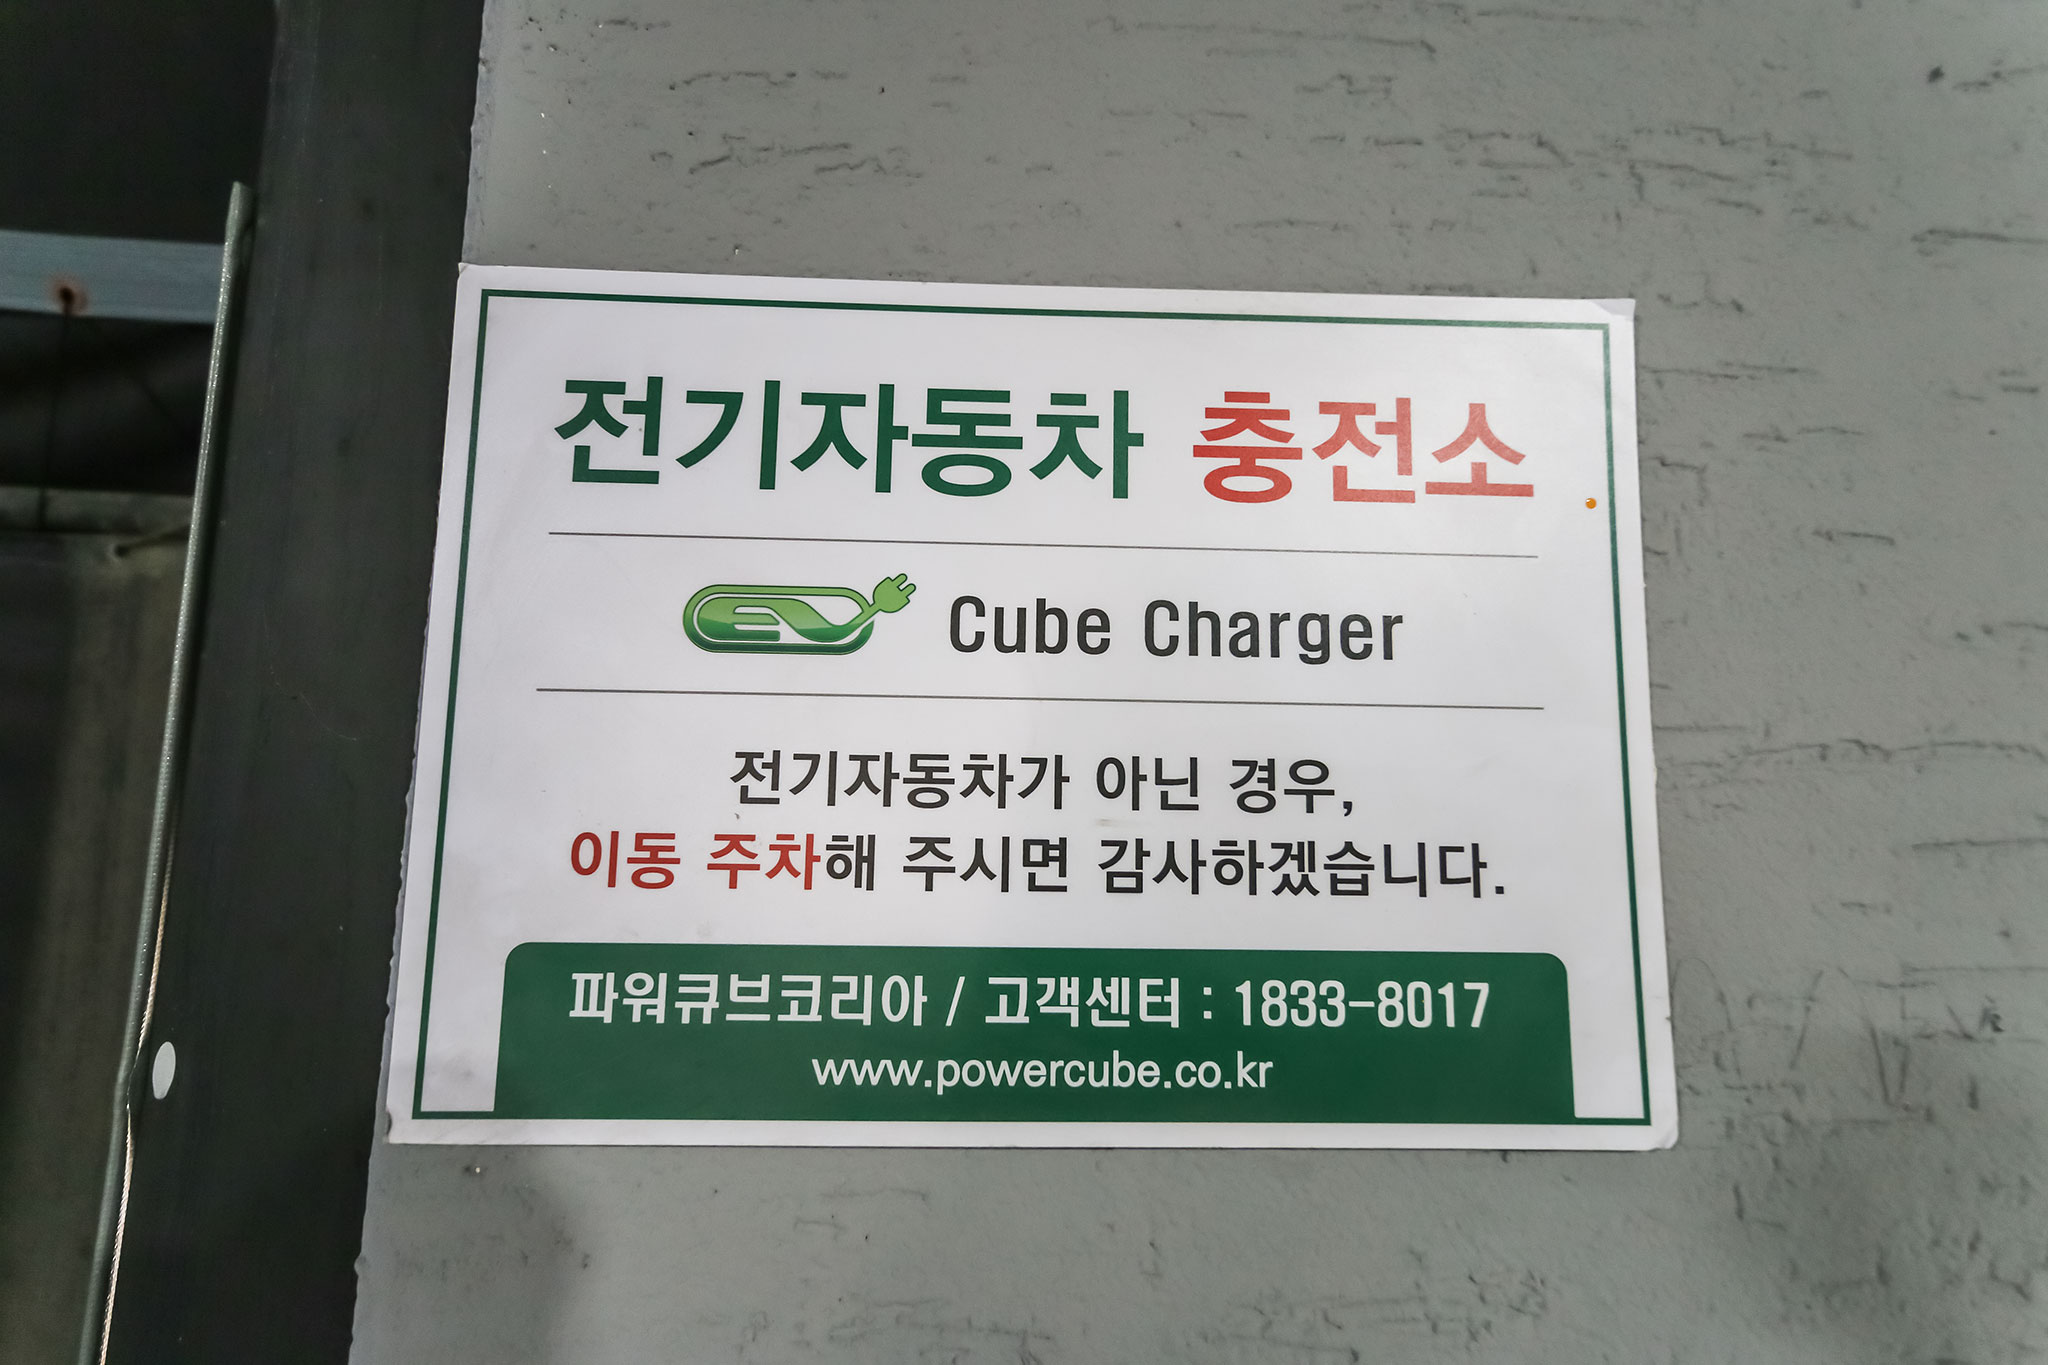 전기자동차 충전소
EV Cube Charger
전기자동차가 아닌 경우,
이동 주차해 주시면 감사하겠습니다.
파워큐브코리아 / 고객센터 : 1833-8017
www.powercube.co.kr